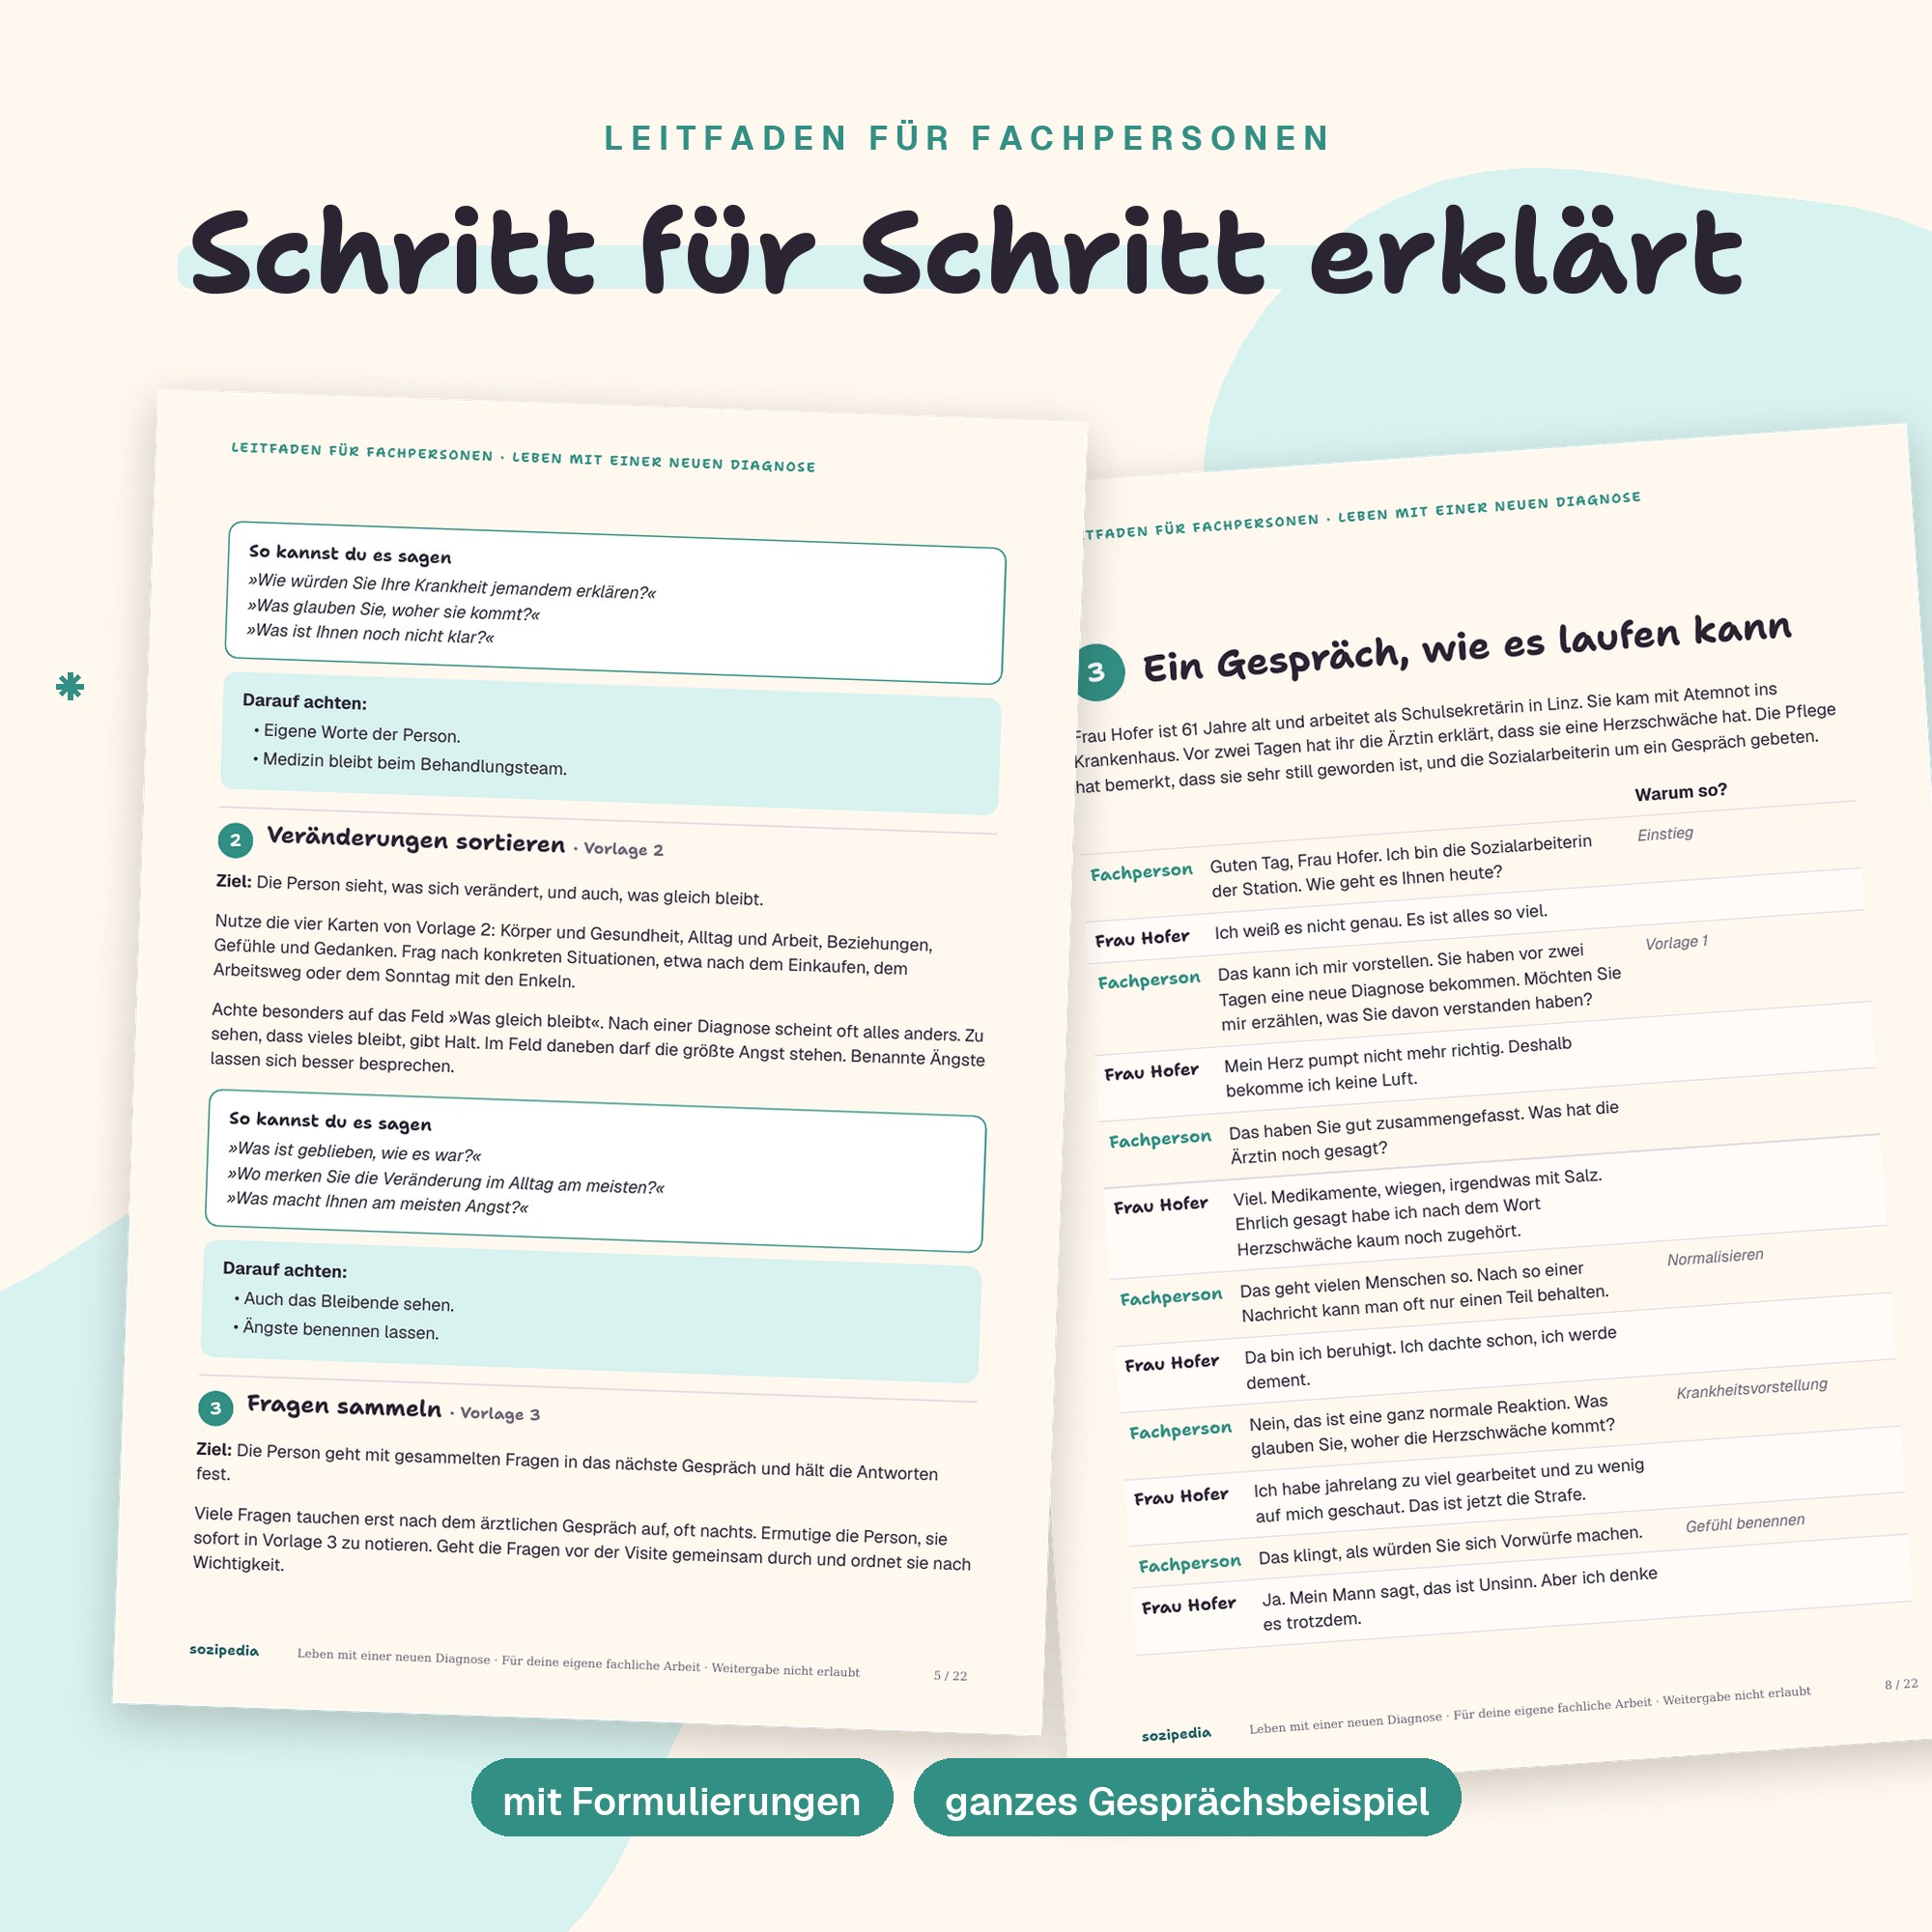 LEITFADEN FÜR FACHPERSONEN
Schritt für Schritt erklärt
LEITFADEN FÜR FACHPERSONEN · LEBEN MIT EINER NEUEN DIAGNOSE
So kannst du es sagen
»Wie würden Sie Ihre Krankheit jemandem erklären?«
»Was glauben Sie, woher sie kommt?«
»Was ist Ihnen noch nicht klar?«
Darauf achten:
• Eigene Worte der Person.
• Medizin bleibt beim Behandlungsteam.
2 Veränderungen sortieren · Vorlage 2
Ziel: Die Person sieht, was sich verändert, und auch, was gleich bleibt.
Nutze die vier Karten von Vorlage 2: Körper und Gesundheit, Alltag und Arbeit, Beziehungen,
Gefühle und Gedanken. Frag nach konkreten Situationen, etwa nach dem Einkaufen, dem
Arbeitsweg oder dem Sonntag mit den Enkeln.
Achte besonders auf das Feld »Was gleich bleibt«. Nach einer Diagnose scheint oft alles anders. Zu
sehen, dass vieles bleibt, gibt Halt. Im Feld daneben darf die größte Angst stehen. Benannte Ängste
lassen sich besser besprechen.
So kannst du es sagen
»Was ist geblieben, wie es war?«
»Wo merken Sie die Veränderung im Alltag am meisten?«
»Was macht Ihnen am meisten Angst?«
Darauf achten:
• Auch das Bleibende sehen.
• Ängste benennen lassen.
3 Fragen sammeln · Vorlage 3
Ziel: Die Person geht mit gesammelten Fragen in das nächste Gespräch und hält die Antworten
fest.
Viele Fragen tauchen erst nach dem ärztlichen Gespräch auf, oft nachts. Ermutige die Person, sie
sofort in Vorlage 3 zu notieren. Geht die Fragen vor der Visite gemeinsam durch und ordnet sie nach
Wichtigkeit.
sozipedia Leben mit einer neuen Diagnose · Für deine eigene fachliche Arbeit · Weitergabe nicht erlaubt 5 / 22
ITFADEN FÜR FACHPERSONEN · LEBEN MIT EINER NEUEN DIAGNOSE
3 Ein Gespräch, wie es laufen kann
Frau Hofer ist 61 Jahre alt und arbeitet als Schulsekretärin in Linz. Sie kam mit Atemnot ins
Krankenhaus. Vor zwei Tagen hat ihr die Ärztin erklärt, dass sie eine Herzschwäche hat. Die Pflege
hat bemerkt, dass sie sehr still geworden ist, und die Sozialarbeiterin um ein Gespräch gebeten.
Warum so?
Fachperson Guten Tag, Frau Hofer. Ich bin die Sozialarbeiterin Einstieg
der Station. Wie geht es Ihnen heute?
Frau Hofer Ich weiß es nicht genau. Es ist alles so viel.
Fachperson Das kann ich mir vorstellen. Sie haben vor zwei Vorlage 1
Tagen eine neue Diagnose bekommen. Möchten Sie
mir erzählen, was Sie davon verstanden haben?
Frau Hofer Mein Herz pumpt nicht mehr richtig. Deshalb
bekomme ich keine Luft.
Fachperson Das haben Sie gut zusammengefasst. Was hat die
Ärztin noch gesagt?
Frau Hofer Viel. Medikamente, wiegen, irgendwas mit Salz.
Ehrlich gesagt habe ich nach dem Wort
Herzschwäche kaum noch zugehört.
Fachperson Das geht vielen Menschen so. Nach so einer Normalisieren
Nachricht kann man oft nur einen Teil behalten.
Frau Hofer Da bin ich beruhigt. Ich dachte schon, ich werde
dement.
Fachperson Nein, das ist eine ganz normale Reaktion. Was Krankheitsvorstellung
glauben Sie, woher die Herzschwäche kommt?
Frau Hofer Ich habe jahrelang zu viel gearbeitet und zu wenig
auf mich geschaut. Das ist jetzt die Strafe.
Fachperson Das klingt, als würden Sie sich Vorwürfe machen. Gefühl benennen
Frau Hofer Ja. Mein Mann sagt, das ist Unsinn. Aber ich denke
es trotzdem.
sozipedia Leben mit einer neuen Diagnose · Für deine eigene fachliche Arbeit · Weitergabe nicht erlaubt 8 / 22
mit Formulierungen
ganzes Gesprächsbeispiel